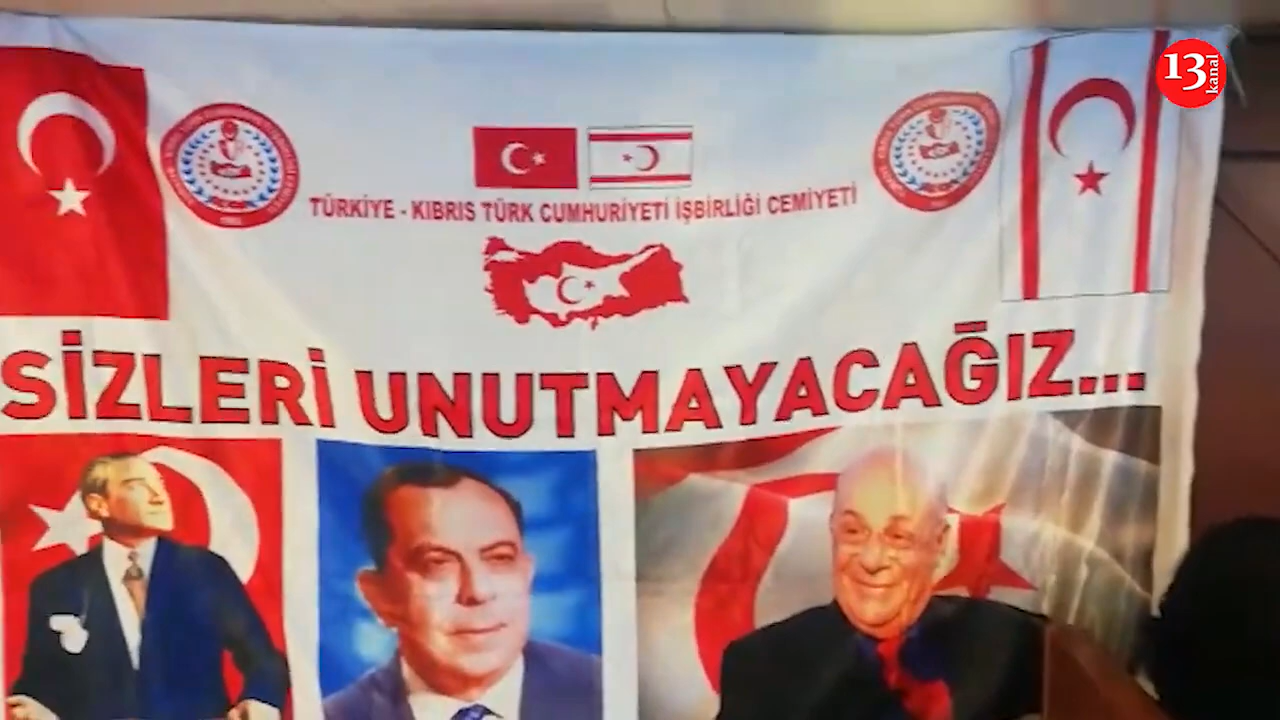 13
kanal
TÜRKİYE - KIBRIS TÜRK CUMHURİYETİ İŞBİRLİĞİ CEMİYETİ
SİZLERİ UNUTMAYACAĞIZ...